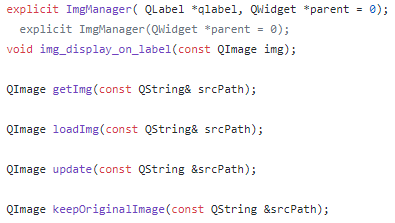 explicit ImgManager( QLabel *qlabel, QWidget *parent = 0);
explicit ImgManager(QWidget *parent = 0);
void img_display_on_label(const QImage img);
QImage getImg(const QString& srcPath);
QImage loadImg(const QString& srcPath);
QImage update(const QString &srcPath);
QImage keepOriginalImage(const QString &srcPath);